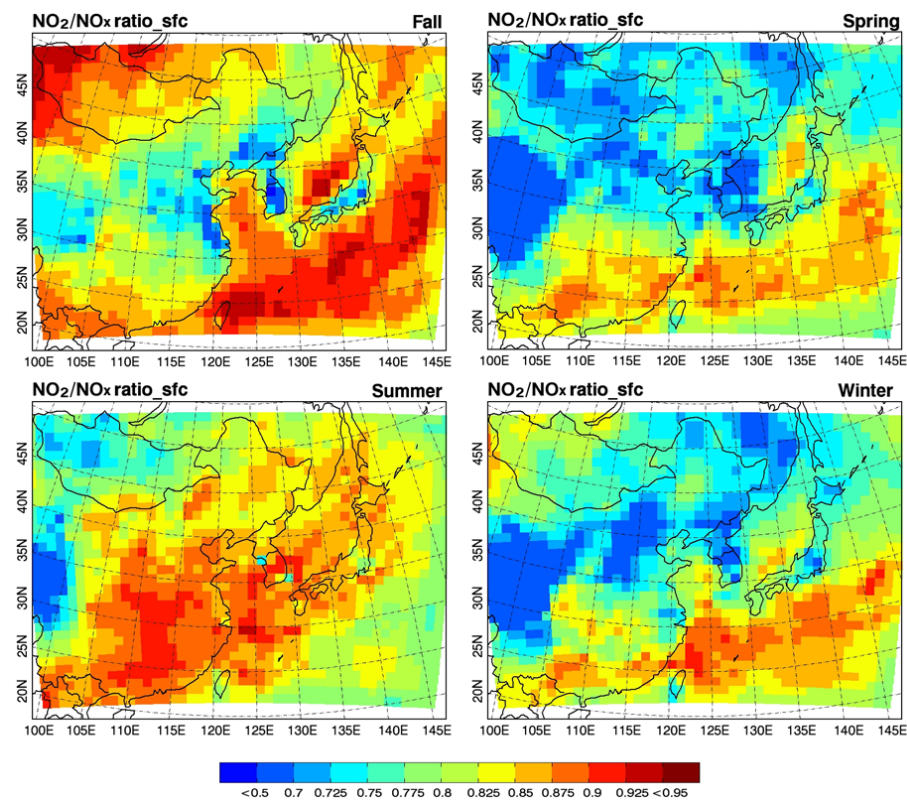 NO2/NOx ratio_sfc Fall
45N
40N
35N
30N
25N
20N
100E 105E 110E 115E 120E 125E 130E 135E 140E 145E
NO2/NOx ratio_sfc Spring
45N
40N
35N
30N
25N
20N
100E 105E 110E 115E 120E 125E 130E 135E 140E 145E
NO2/NOx ratio_sfc Summer
45N
40N
35N
30N
25N
20N
100E 105E 110E 115E 120E 125E 130E 135E 140E 145E
NO2/NOx ratio_sfc Winter
45N
40N
35N
30N
25N
20N
100E 105E 110E 115E 120E 125E 130E 135E 140E 145E
<0.5 0.7 0.725 0.75 0.775 0.8 0.825 0.85 0.875 0.9 0.925 <0.95